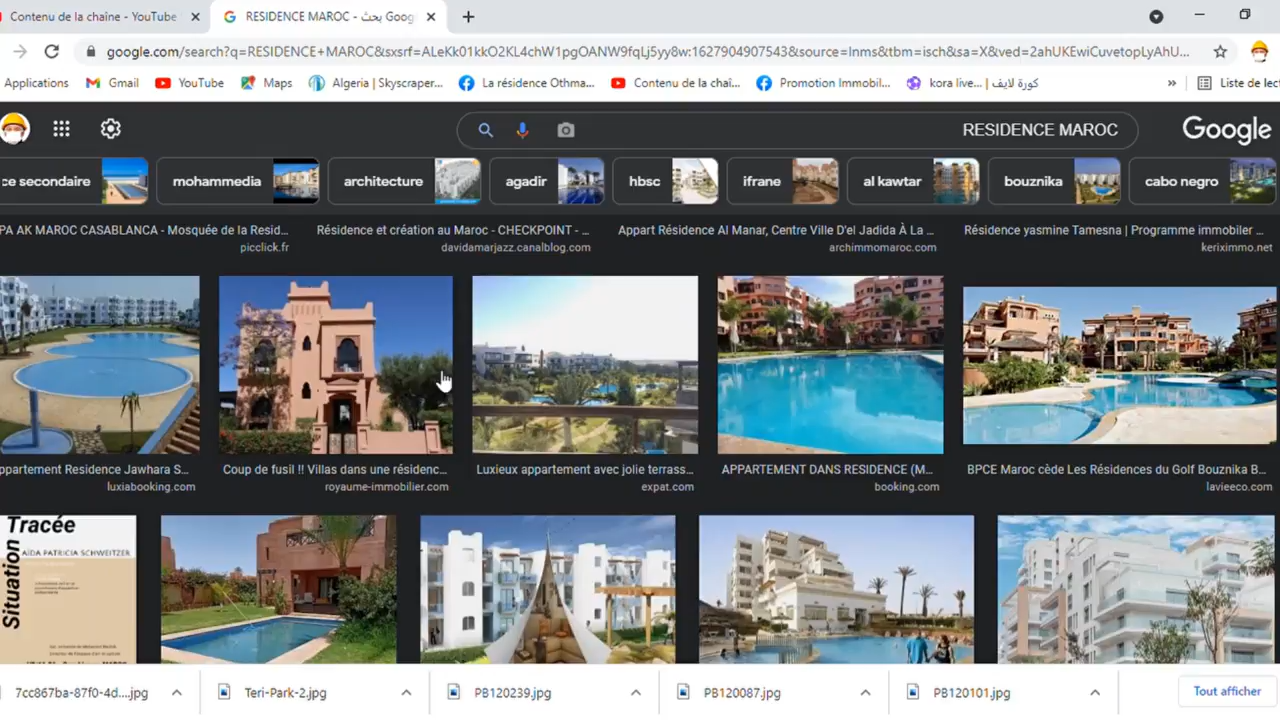 Contenu de la chaîne - YouTube
RESIDENCE MAROC - بحث Goog
google.com/search?q=RESIDENCE+MAROC&sxsrf=ALeKk01kkO2KL4chW1pgOANW9fqLj5yy8w:1627904907543&source=lnms&tbm=isch&sa=X&ved=2ahUKEwiCuvetopLyAhU...
Applications Gmail YouTube Maps Algeria | Skyscraper... La résidence Othma... Contenu de la chaî... Promotion Immobil... kora live... | كورة لايف » Liste de lect
RESIDENCE MAROC
Google
ce secondaire mohammedia architecture agadir hbsc ifrane al kawtar bouznika cabo negro
PA AK MAROC CASABLANCA - Mosquée de la Resid...
picclick.fr
Résidence et création au Maroc - CHECKPOINT - ...
davidamarjazz.canalblog.com
Appart Résidence Al Manar, Centre Ville D'el Jadida À La ...
archimmomaroc.com
Résidence yasmine Tamesna | Programme immobilier ...
keriximmo.net
ppartement Residence Jawhara S...
luxiabooking.com
Coup de fusil !! Villas dans une résidenc...
royaume-immobilier.com
Luxieux appartement avec jolie terrass...
expat.com
APPARTEMENT DANS RESIDENCE (M...
booking.com
BPCE Maroc cède Les Résidences du Golf Bouznika B...
lavieeco.com
Situation
Tracée
AÏDA PATRICIA SCHWEITZER
7cc867ba-87f0-4d....jpg
Teri-Park-2.jpg
PB120239.jpg
PB120087.jpg
PB120101.jpg
Tout afficher